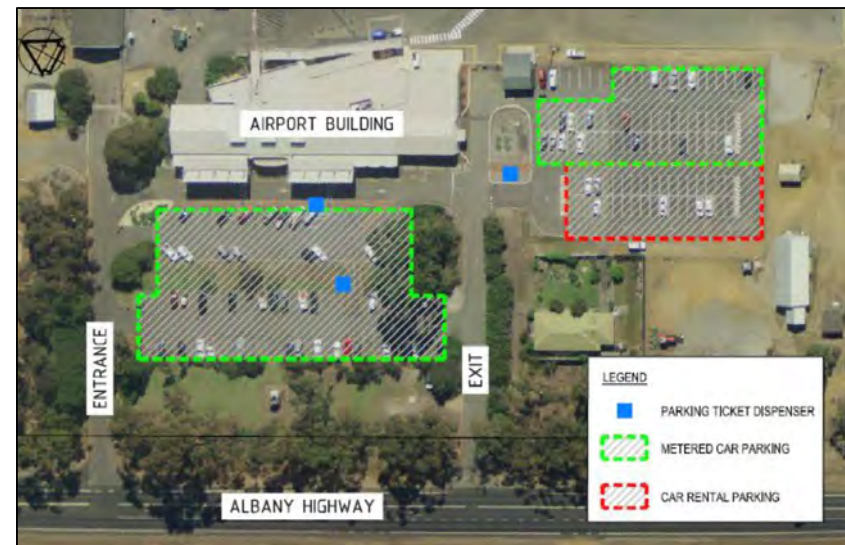 AIRPORT BUILDING
ENTRANCE
EXIT
ALBANY HIGHWAY
LEGEND
PARKING TICKET DISPENSER
METERED CAR PARKING
CAR RENTAL PARKING